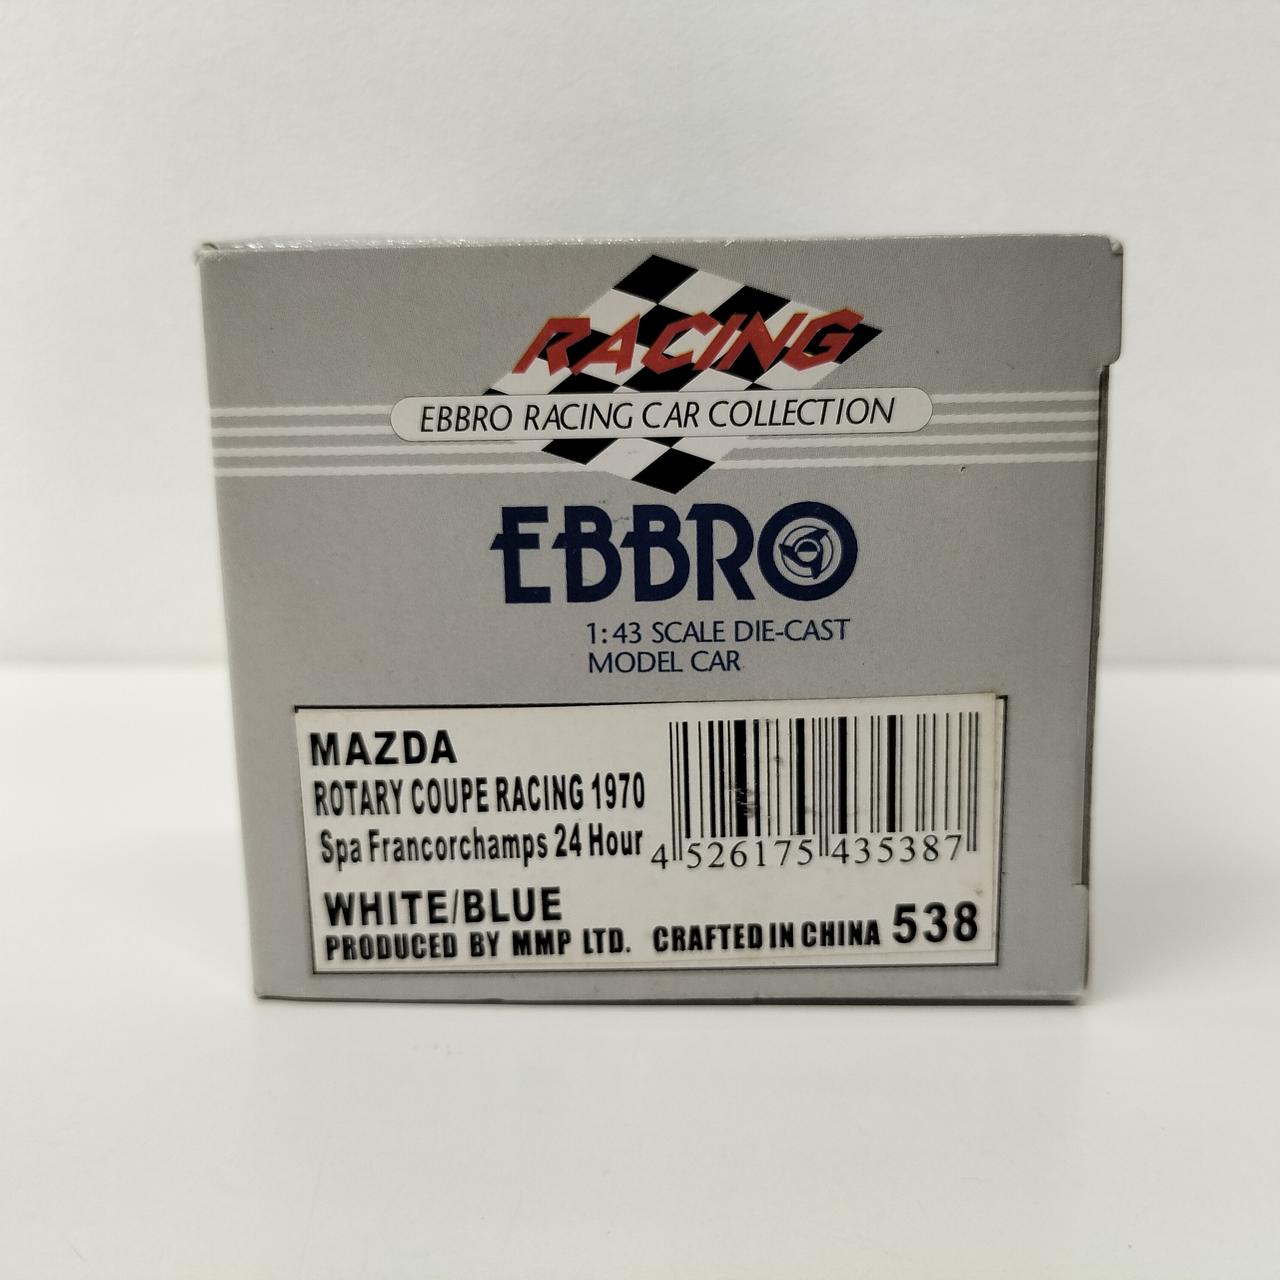 RACING
EBBRO RACING CAR COLLECTION
EBBRO
1:43 SCALE DIE-CAST
MODEL CAR
MAZDA
ROTARY COUPE RACING 1970
Spa Francorchamps 24 Hour
4 526175 435387
WHITE/BLUE
PRODUCED BY MMP LTD. CRAFTED IN CHINA 538